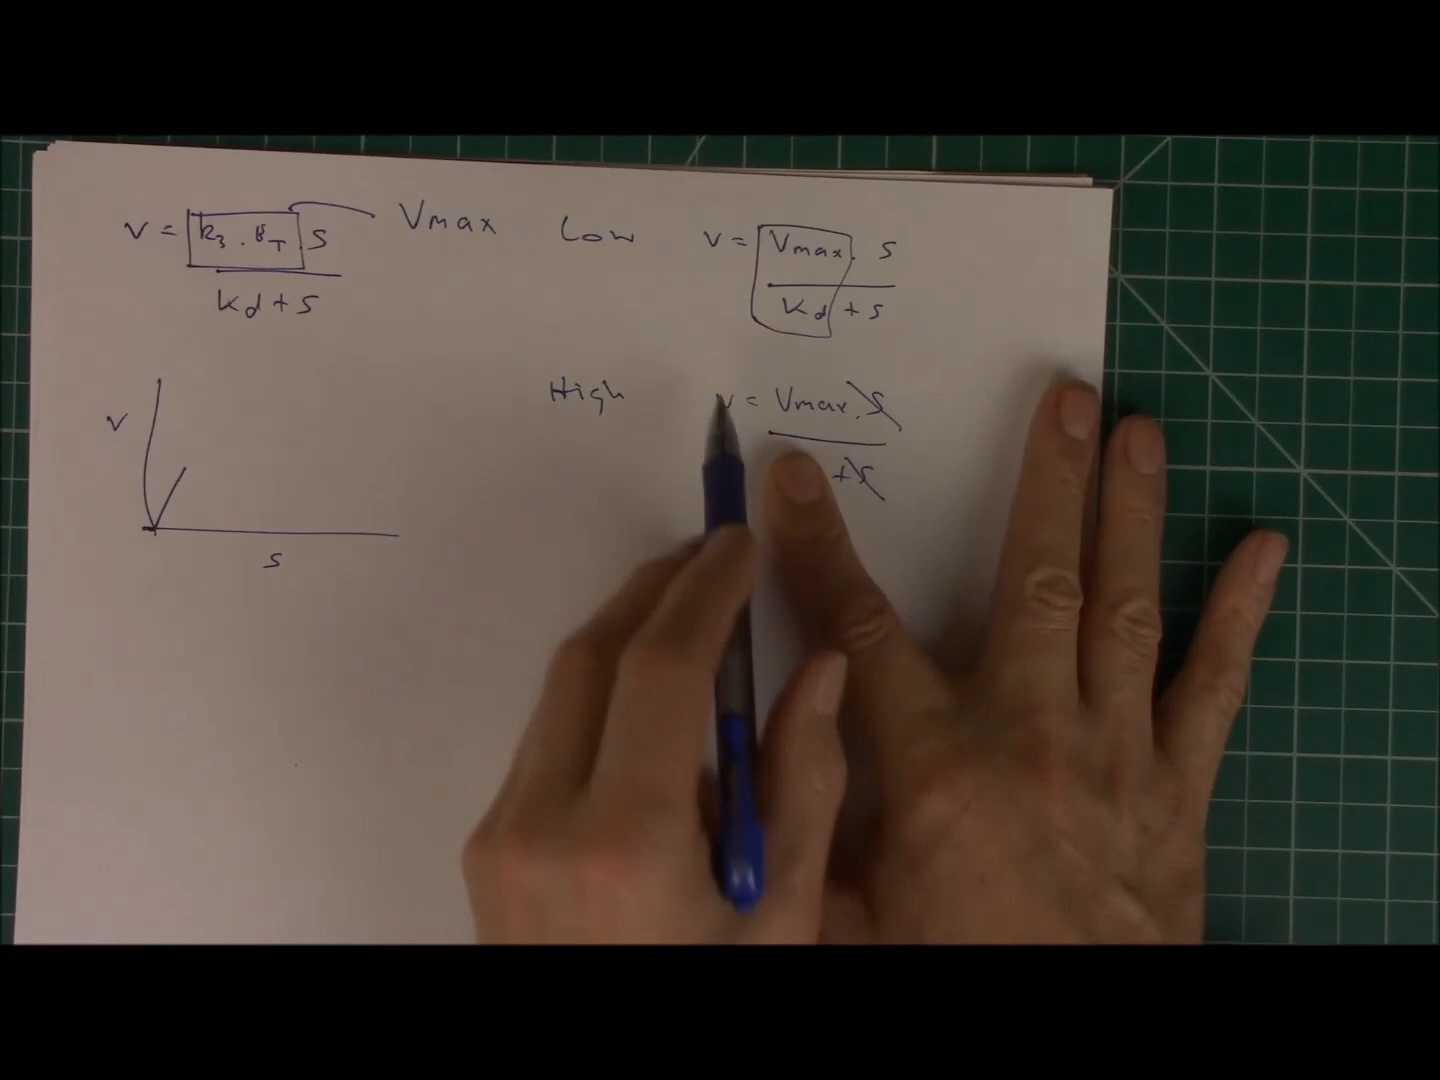 v = k3 . ET . S
Kd + S
Vmax
Low
v = Vmax . S
Kd + S
High
v = Vmax . S
+ S
v
S